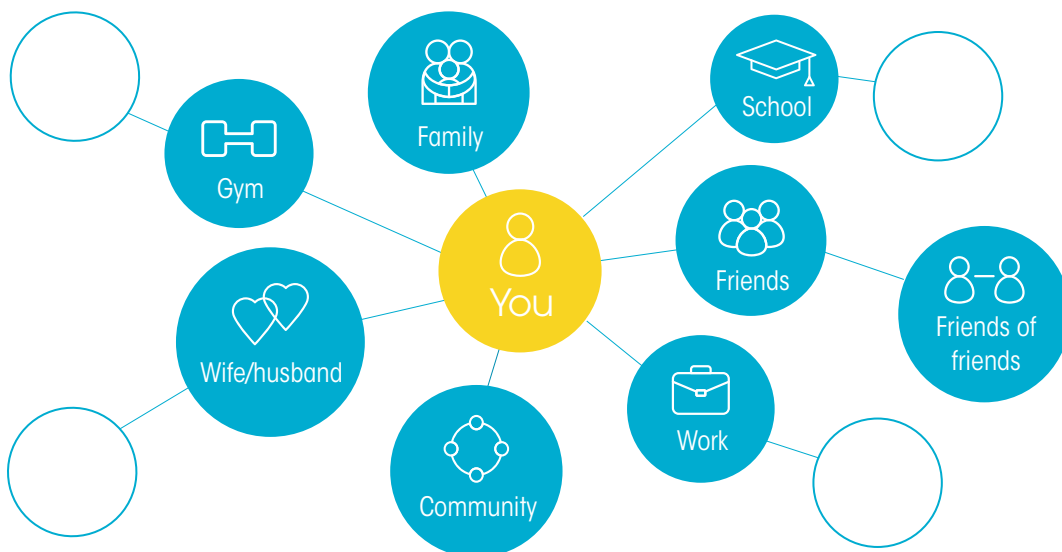 Family
School
Gym
Friends
You
Friends of
friends
Wife/husband
Work
Community